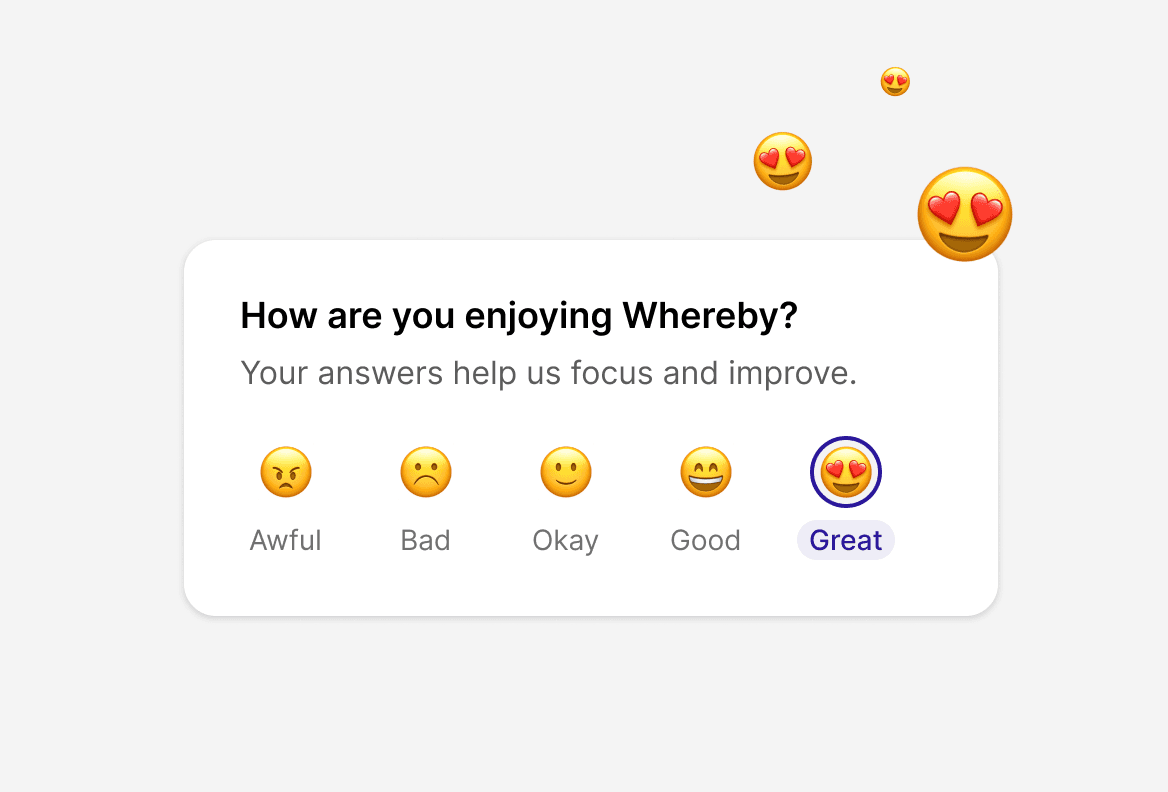 How are you enjoying Whereby?
Your answers help us focus and improve.
Awful Bad Okay Good Great